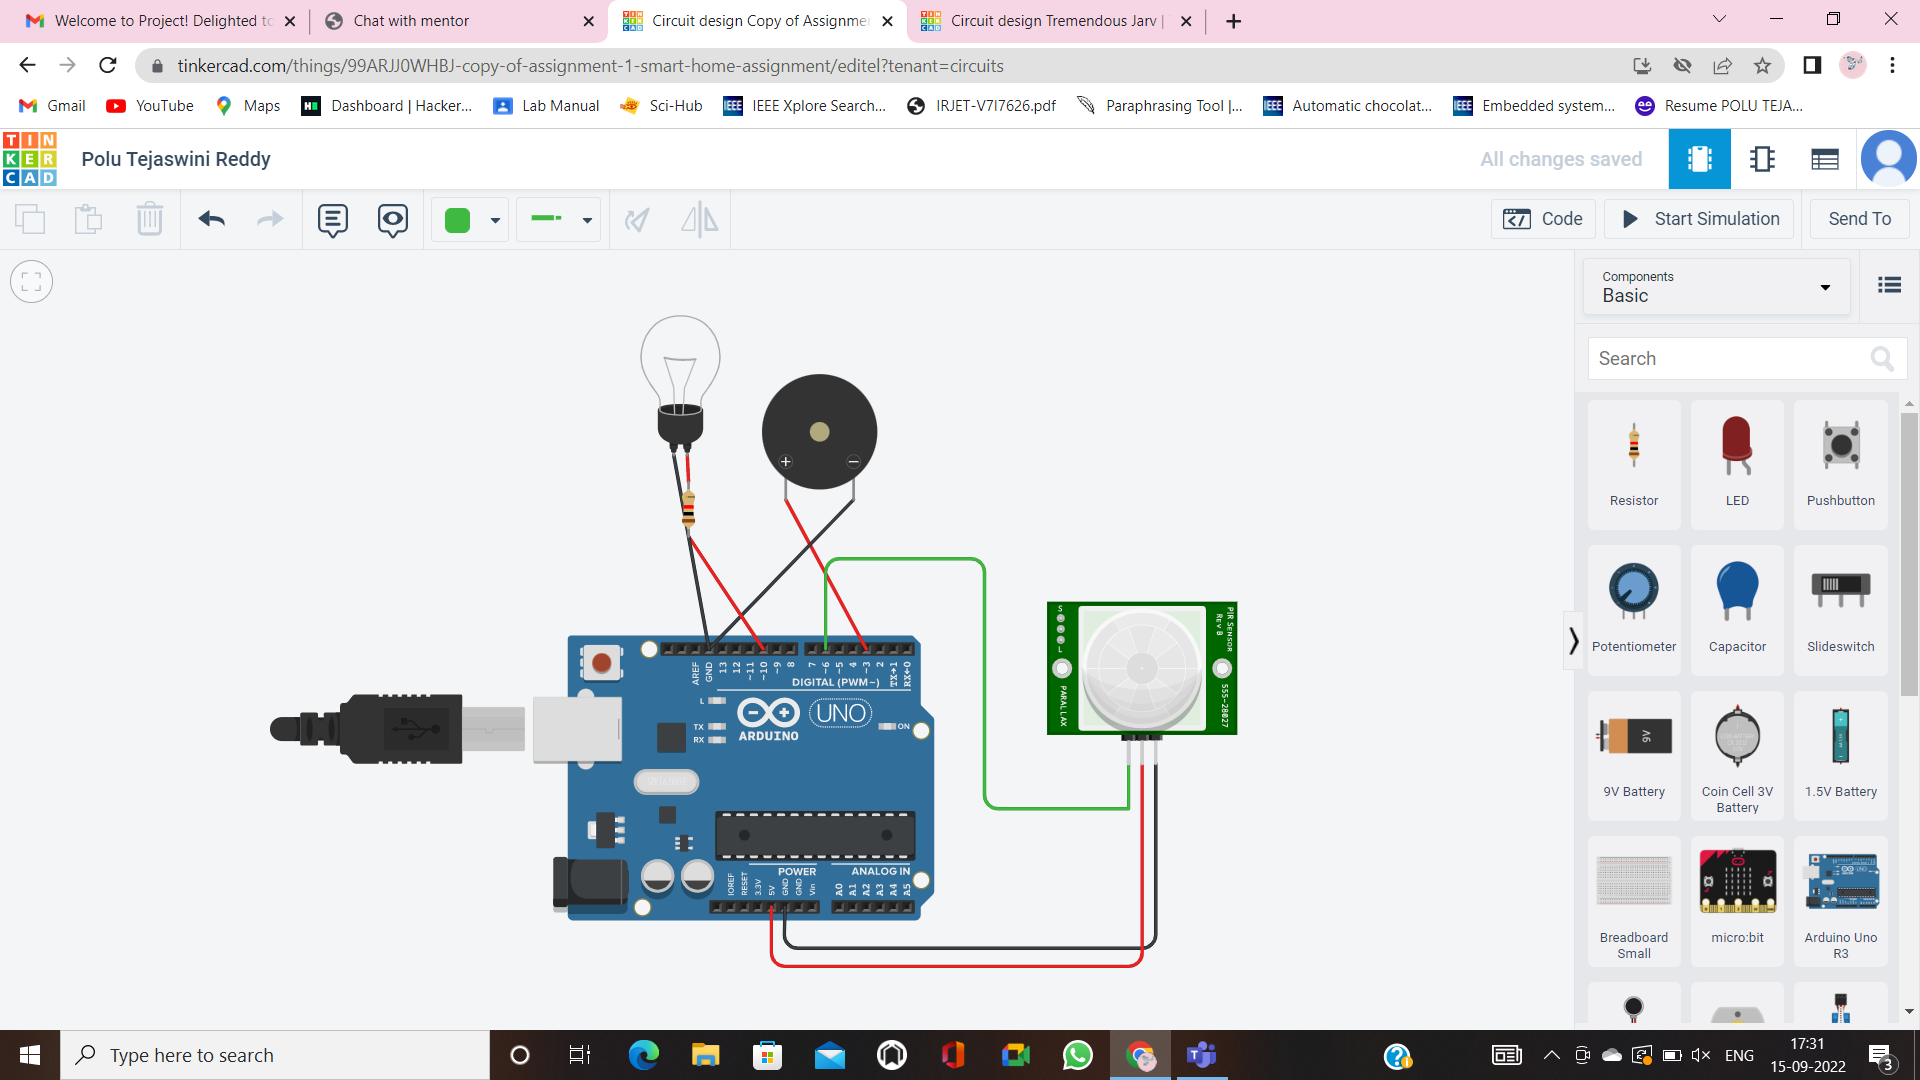 Welcome to Project! Delighted to
Chat with mentor
Circuit design Copy of Assignmen
Circuit design Tremendous Jarv |
tinkercad.com/things/99ARJJ0WHBJ-copy-of-assignment-1-smart-home-assignment/editel?tenant=circuits
Gmail
YouTube
Maps
Dashboard | Hacker...
Lab Manual
Sci-Hub
IEEE Xplore Search...
IRJET-V7I7626.pdf
Paraphrasing Tool |...
Automatic chocolat...
Embedded system...
Resume POLU TEJA...
TIN
KER
CAD
Polu Tejaswini Reddy
All changes saved
Code
Start Simulation
Send To
Components
Basic
Search
Resistor
LED
Pushbutton
Potentiometer
Capacitor
Slideswitch
9V
9V Battery
Coin Cell 3V
Battery
1.5V Battery
Breadboard
Small
micro:bit
Arduino Uno
R3
S
L
PIR SENSOR
REV B
PARALLAX
555-28027
AREF
GND
13
12
~11
~10
~9
8
7
~6
~5
4
~3
2
TX→1
RX←0
DIGITAL (PWM~)
L
TX
RX
ARDUINO
UNO
ON
POWER
ANALOG IN
IOREF
RESET
3.3V
5V
GND
GND
Vin
A0
A1
A2
A3
A4
A5
Type here to search
ENG
17:31
15-09-2022
3